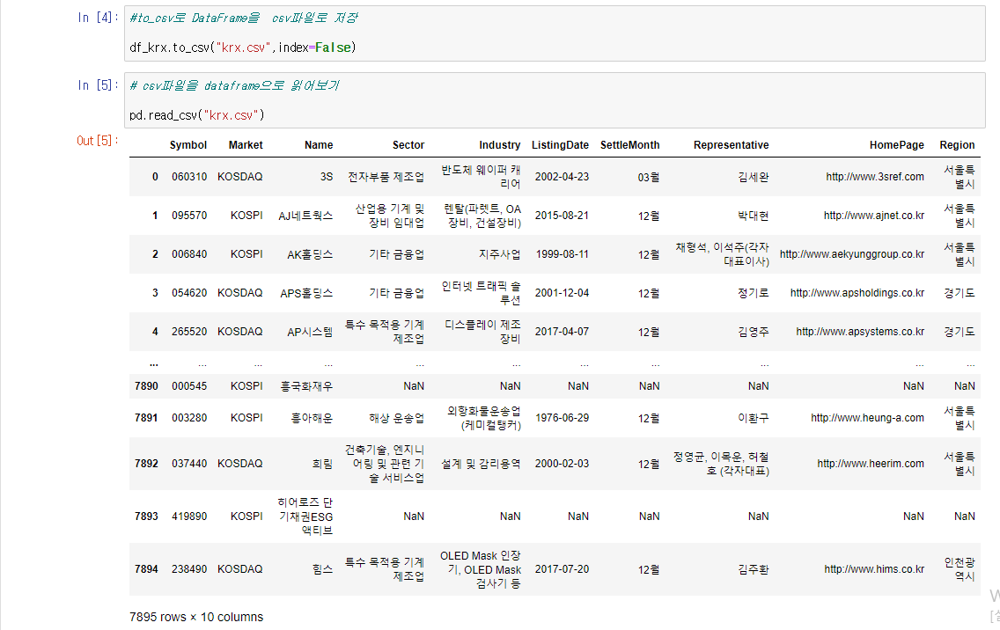 In [4]: #to_csv로 DataFrame을 csv파일로 저장
df_krx.to_csv("krx.csv",index=False)
In [5]: # csv파일을 dataframe으로 읽어보기
pd.read_csv("krx.csv")
Out[5]:
Symbol Market Name Sector Industry ListingDate SettleMonth Representative HomePage Region
0 060310 KOSDAQ 3S 전자부품 제조업 반도체 웨이퍼 캐리어 2002-04-23 03월 김세완 http://www.3sref.com 서울특별시
1 095570 KOSPI AJ네트웍스 산업용 기계 및 장비 임대업 렌탈(파렛트, OA장비, 건설장비) 2015-08-21 12월 박대현 http://www.ajnet.co.kr 서울특별시
2 006840 KOSPI AK홀딩스 기타 금융업 지주사업 1999-08-11 12월 채형석, 이석주(각자 대표이사) http://www.aekyunggroup.co.kr 서울특별시
3 054620 KOSDAQ APS홀딩스 기타 금융업 인터넷 트래픽 솔루션 2001-12-04 12월 정기로 http://www.apsholdings.co.kr 경기도
4 265520 KOSDAQ AP시스템 특수 목적용 기계 제조업 디스플레이 제조 장비 2017-04-07 12월 김영주 http://www.apsystems.co.kr 경기도
... ... ... ... ... ... ... ... ... ... ...
7890 000545 KOSPI 흥국화재우 NaN NaN NaN NaN NaN NaN NaN
7891 003280 KOSPI 흥아해운 해상 운송업 외항화물운송업(케미컬탱커) 1976-06-29 12월 이환구 http://www.heung-a.com 서울특별시
7892 037440 KOSDAQ 희림 건축기술, 엔지니어링 및 관련 기술 서비스업 설계 및 감리용역 2000-02-03 12월 정영균, 이목운, 허철호 (각자대표) http://www.heerim.com 서울특별시
7893 419890 KOSPI 히어로즈 단기채권ESG액티브 NaN NaN NaN NaN NaN NaN NaN
7894 238490 KOSDAQ 힘스 특수 목적용 기계 제조업 OLED Mask 인장기, OLED Mask 검사기 등 2017-07-20 12월 김주환 http://www.hims.co.kr 인천광역시
7895 rows × 10 columns